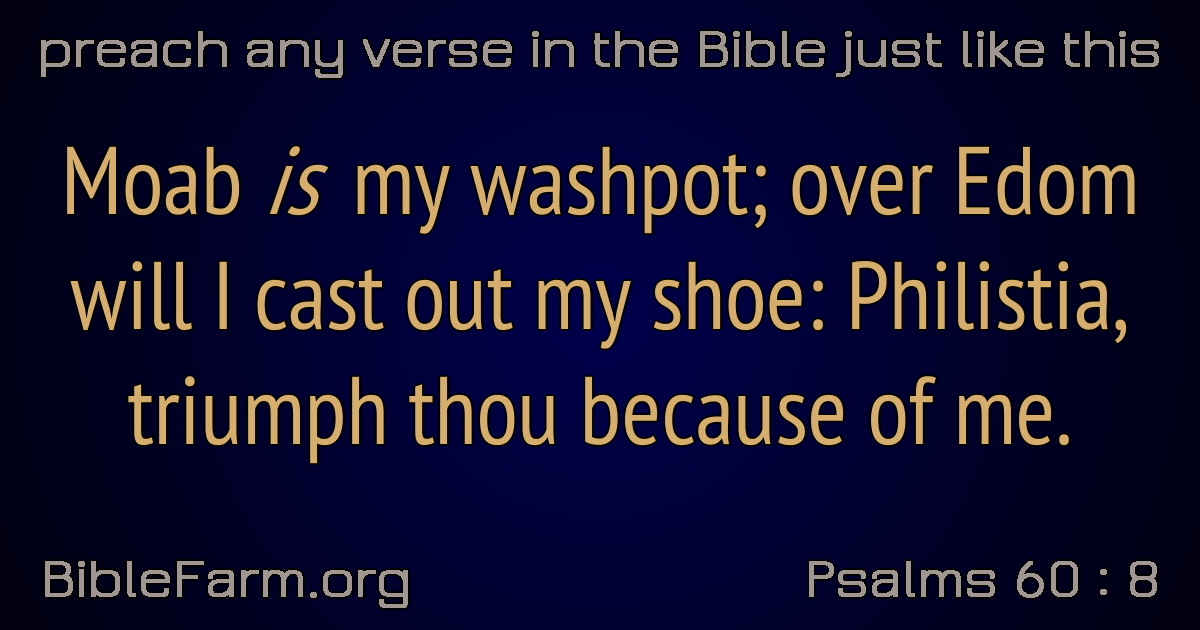 preach any verse in the Bible just like this
Moab is my washpot; over Edom
will I cast out my shoe: Philistia,
triumph thou because of me.
BibleFarm.org
Psalms 60 : 8